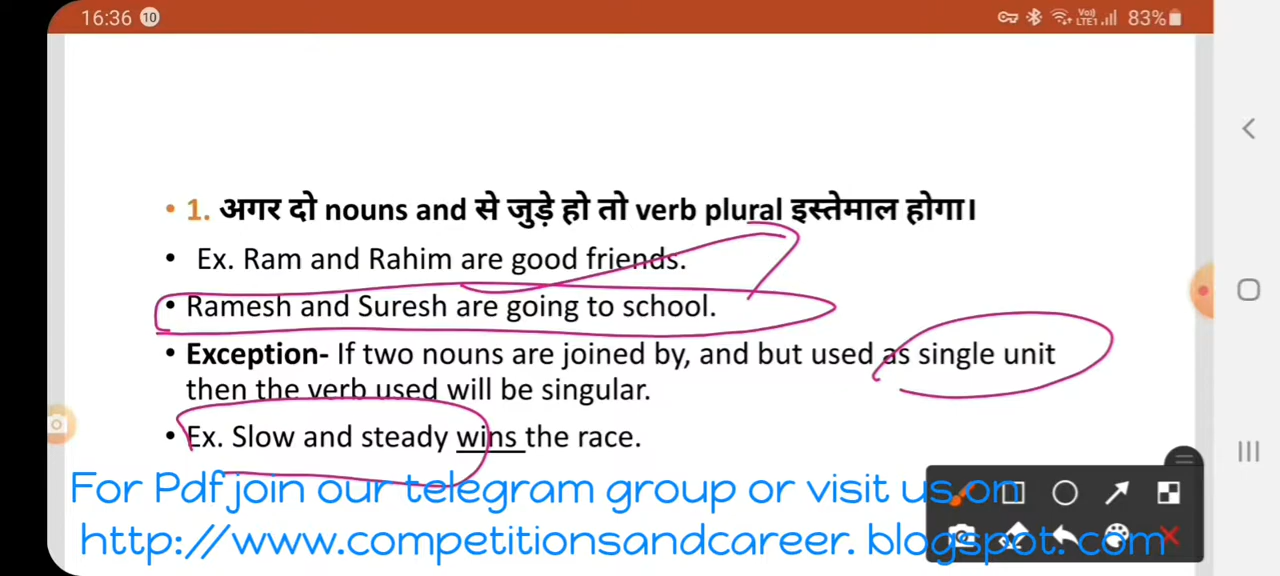 16:36 10 Vo) LTE1 83%
• 1. अगर दो nouns and से जुड़े हो तो verb plural इस्तेमाल होगा।
• Ex. Ram and Rahim are good friends.
• Ramesh and Suresh are going to school.
• Exception- If two nouns are joined by, and but used as single unit
then the verb used will be singular.
• Ex. Slow and steady wins the race.
For Pdf join our telegram group or visit us on
http://www.competitionsandcareer. blogspot. com